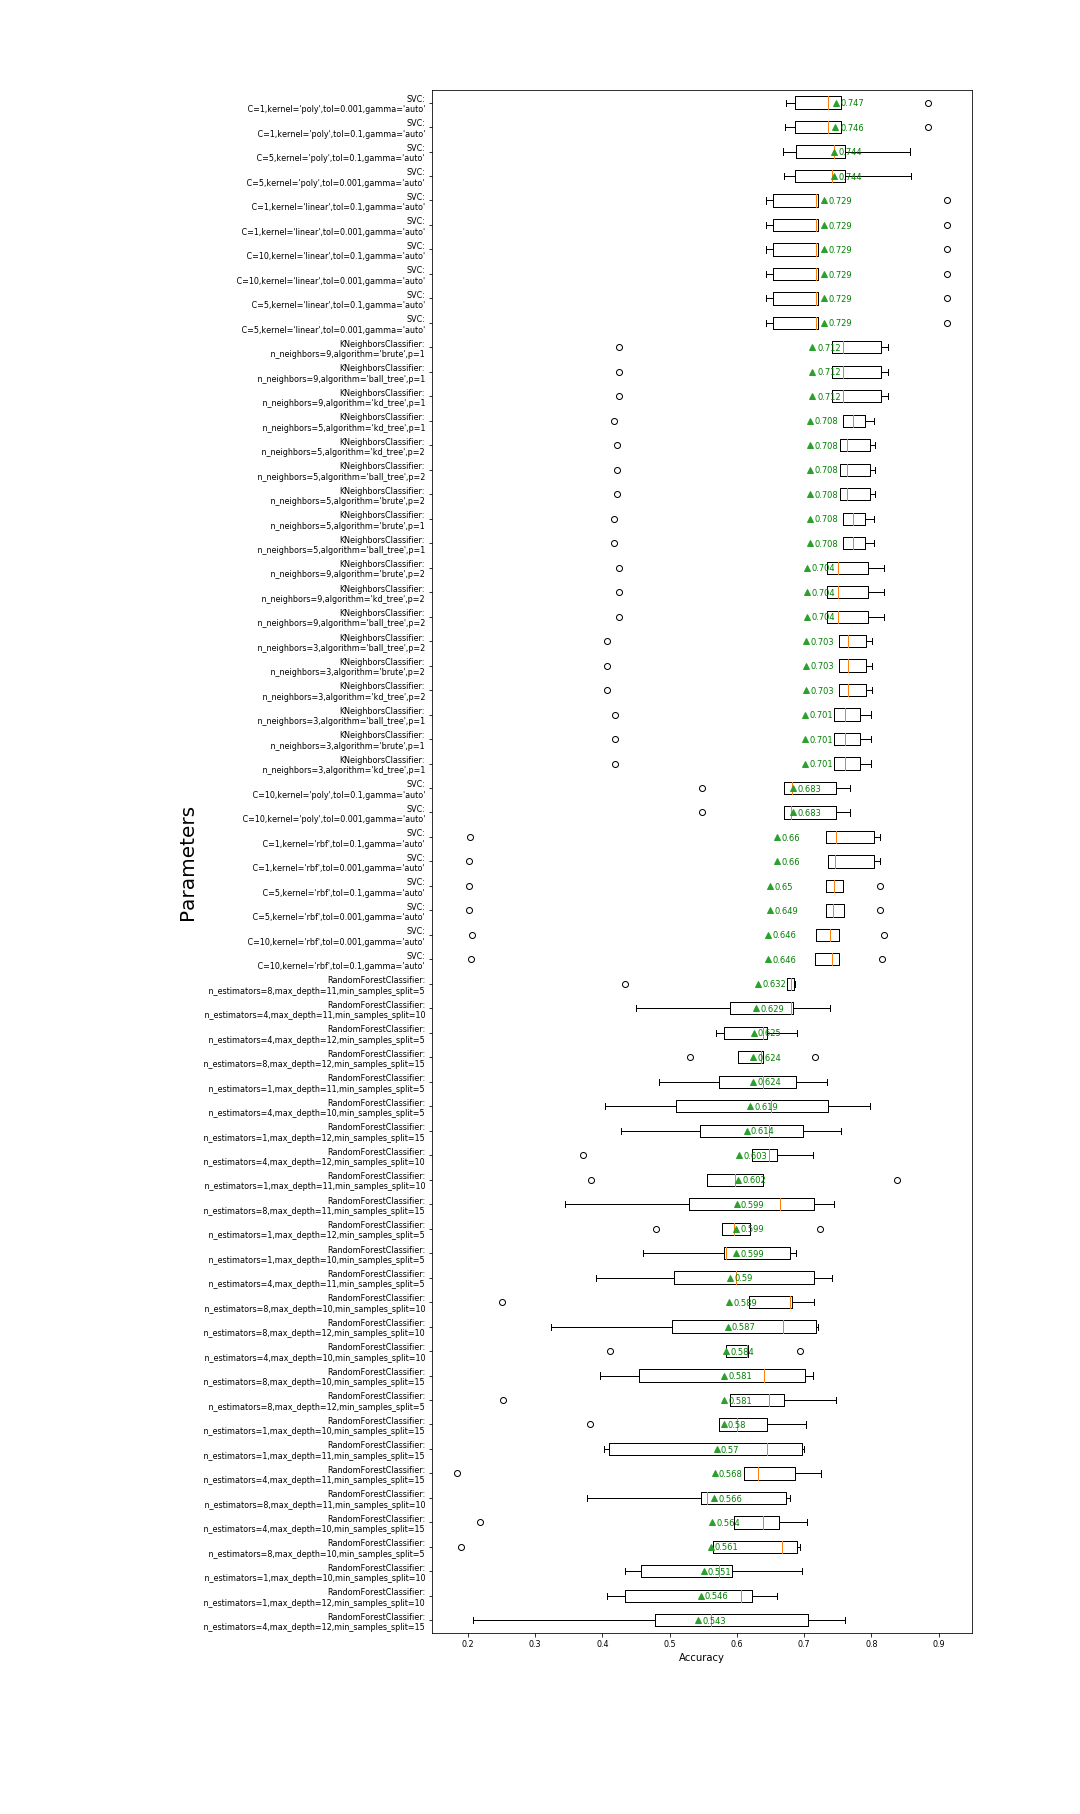 SVC:
C=1,kernel='poly',tol=0.001,gamma='auto'
0.747
SVC:
C=1,kernel='poly',tol=0.1,gamma='auto'
0.746
SVC:
C=5,kernel='poly',tol=0.1,gamma='auto'
0.744
SVC:
C=5,kernel='poly',tol=0.001,gamma='auto'
0.744
SVC:
C=1,kernel='linear',tol=0.1,gamma='auto'
0.729
SVC:
C=1,kernel='linear',tol=0.001,gamma='auto'
0.729
SVC:
C=10,kernel='linear',tol=0.1,gamma='auto'
0.729
SVC:
C=10,kernel='linear',tol=0.001,gamma='auto'
0.729
SVC:
C=5,kernel='linear',tol=0.1,gamma='auto'
0.729
SVC:
C=5,kernel='linear',tol=0.001,gamma='auto'
0.729
KNeighborsClassifier:
n_neighbors=9,algorithm='brute',p=1
0.712
KNeighborsClassifier:
n_neighbors=9,algorithm='ball_tree',p=1
0.712
KNeighborsClassifier:
n_neighbors=9,algorithm='kd_tree',p=1
0.712
KNeighborsClassifier:
n_neighbors=5,algorithm='kd_tree',p=1
0.708
KNeighborsClassifier:
n_neighbors=5,algorithm='kd_tree',p=2
0.708
KNeighborsClassifier:
n_neighbors=5,algorithm='ball_tree',p=2
0.708
KNeighborsClassifier:
n_neighbors=5,algorithm='brute',p=2
0.708
KNeighborsClassifier:
n_neighbors=5,algorithm='brute',p=1
0.708
KNeighborsClassifier:
n_neighbors=5,algorithm='ball_tree',p=1
0.708
KNeighborsClassifier:
n_neighbors=9,algorithm='brute',p=2
0.704
KNeighborsClassifier:
n_neighbors=9,algorithm='kd_tree',p=2
0.704
KNeighborsClassifier:
n_neighbors=9,algorithm='ball_tree',p=2
0.704
KNeighborsClassifier:
n_neighbors=3,algorithm='ball_tree',p=2
0.703
KNeighborsClassifier:
n_neighbors=3,algorithm='brute',p=2
0.703
KNeighborsClassifier:
n_neighbors=3,algorithm='kd_tree',p=2
0.703
KNeighborsClassifier:
n_neighbors=3,algorithm='ball_tree',p=1
0.701
KNeighborsClassifier:
n_neighbors=3,algorithm='brute',p=1
0.701
KNeighborsClassifier:
n_neighbors=3,algorithm='kd_tree',p=1
0.701
SVC:
C=10,kernel='poly',tol=0.1,gamma='auto'
0.683
SVC:
C=10,kernel='poly',tol=0.001,gamma='auto'
0.683
SVC:
C=1,kernel='rbf',tol=0.1,gamma='auto'
0.66
SVC:
C=1,kernel='rbf',tol=0.001,gamma='auto'
0.66
SVC:
C=5,kernel='rbf',tol=0.1,gamma='auto'
0.65
SVC:
C=5,kernel='rbf',tol=0.001,gamma='auto'
0.649
SVC:
C=10,kernel='rbf',tol=0.001,gamma='auto'
0.646
SVC:
C=10,kernel='rbf',tol=0.1,gamma='auto'
0.646
RandomForestClassifier:
n_estimators=8,max_depth=11,min_samples_split=5
0.632
RandomForestClassifier:
n_estimators=4,max_depth=11,min_samples_split=10
0.629
RandomForestClassifier:
n_estimators=4,max_depth=12,min_samples_split=5
0.625
RandomForestClassifier:
n_estimators=8,max_depth=12,min_samples_split=15
0.624
RandomForestClassifier:
n_estimators=1,max_depth=11,min_samples_split=5
0.624
RandomForestClassifier:
n_estimators=4,max_depth=10,min_samples_split=5
0.619
RandomForestClassifier:
n_estimators=1,max_depth=12,min_samples_split=15
0.614
RandomForestClassifier:
n_estimators=4,max_depth=12,min_samples_split=10
0.603
RandomForestClassifier:
n_estimators=1,max_depth=11,min_samples_split=10
0.602
RandomForestClassifier:
n_estimators=8,max_depth=11,min_samples_split=15
0.599
RandomForestClassifier:
n_estimators=1,max_depth=12,min_samples_split=5
0.599
RandomForestClassifier:
n_estimators=1,max_depth=10,min_samples_split=5
0.599
RandomForestClassifier:
n_estimators=4,max_depth=11,min_samples_split=5
0.59
RandomForestClassifier:
n_estimators=8,max_depth=10,min_samples_split=10
0.589
RandomForestClassifier:
n_estimators=8,max_depth=12,min_samples_split=10
0.587
RandomForestClassifier:
n_estimators=4,max_depth=10,min_samples_split=10
0.584
RandomForestClassifier:
n_estimators=8,max_depth=10,min_samples_split=15
0.581
RandomForestClassifier:
n_estimators=8,max_depth=12,min_samples_split=5
0.581
RandomForestClassifier:
n_estimators=1,max_depth=10,min_samples_split=15
0.58
RandomForestClassifier:
n_estimators=1,max_depth=11,min_samples_split=15
0.57
RandomForestClassifier:
n_estimators=4,max_depth=11,min_samples_split=15
0.568
RandomForestClassifier:
n_estimators=8,max_depth=11,min_samples_split=10
0.566
RandomForestClassifier:
n_estimators=4,max_depth=10,min_samples_split=15
0.564
RandomForestClassifier:
n_estimators=8,max_depth=10,min_samples_split=5
0.561
RandomForestClassifier:
n_estimators=1,max_depth=10,min_samples_split=10
0.551
RandomForestClassifier:
n_estimators=1,max_depth=12,min_samples_split=10
0.546
RandomForestClassifier:
n_estimators=4,max_depth=12,min_samples_split=15
0.543
Parameters
0.2 0.3 0.4 0.5 0.6 0.7 0.8 0.9
Accuracy